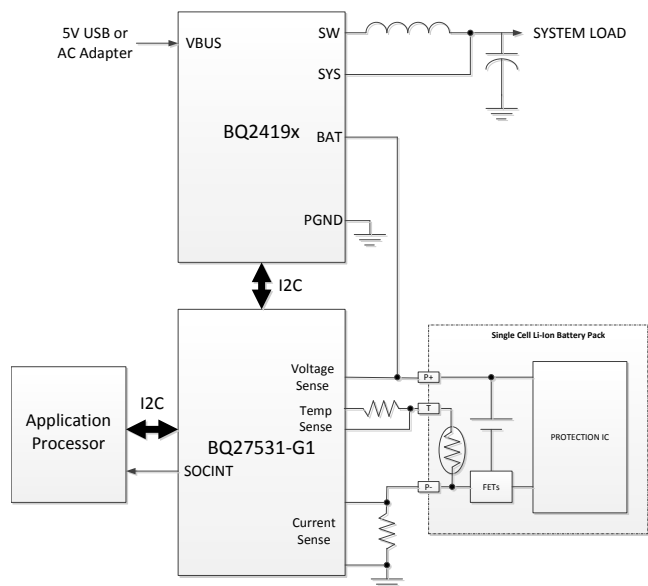 5V USB or
AC Adapter
VBUS
SW
SYSTEM LOAD
SYS
BQ2419x
BAT
PGND
I2C
Single Cell Li-Ion Battery Pack
Voltage
Sense
P+
I2C
Temp
Sense
T
Application
Processor
BQ27531-G1
PROTECTION IC
SOCINT
P-
FETs
Current
Sense